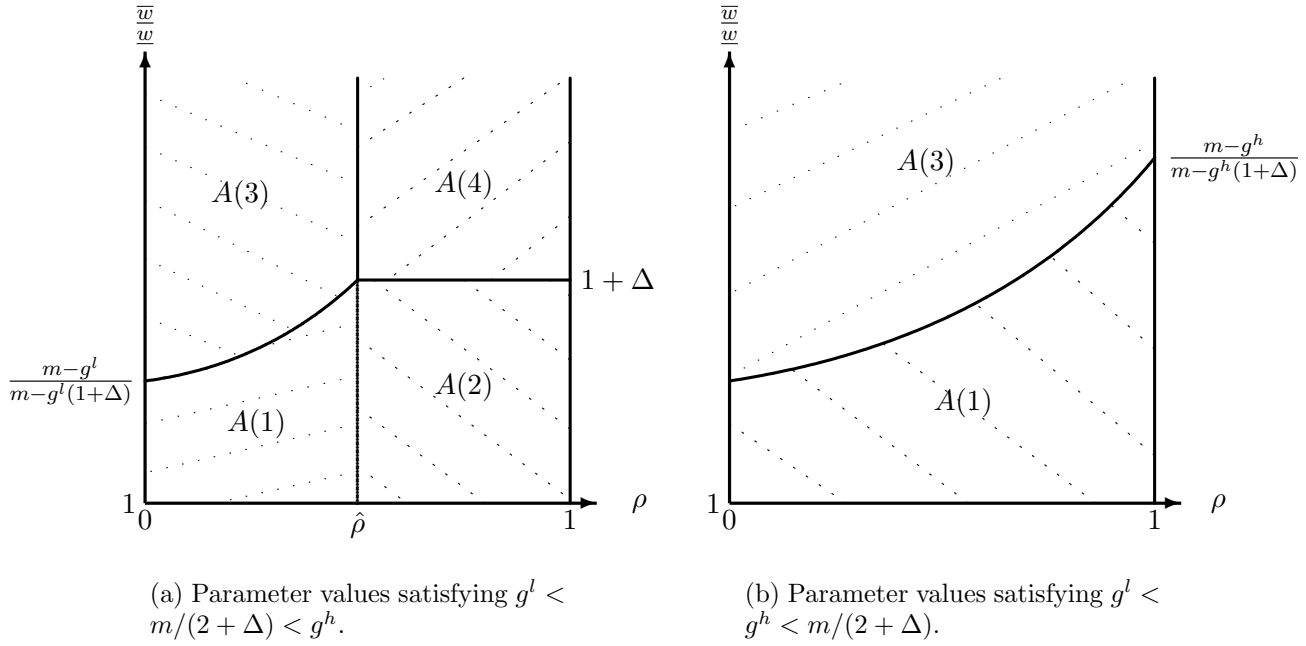 w̅/w̲
A(3)
A(4)
1 + Δ
m−g^l / m−g^l(1+Δ)
A(2)
A(1)
1
0
ρ̂
1
ρ
(a) Parameter values satisfying g^l <
m/(2 + Δ) < g^h.
w̅/w̲
A(3)
m−g^h / m−g^h(1+Δ)
A(1)
1
0
1
ρ
(b) Parameter values satisfying g^l <
g^h < m/(2 + Δ).